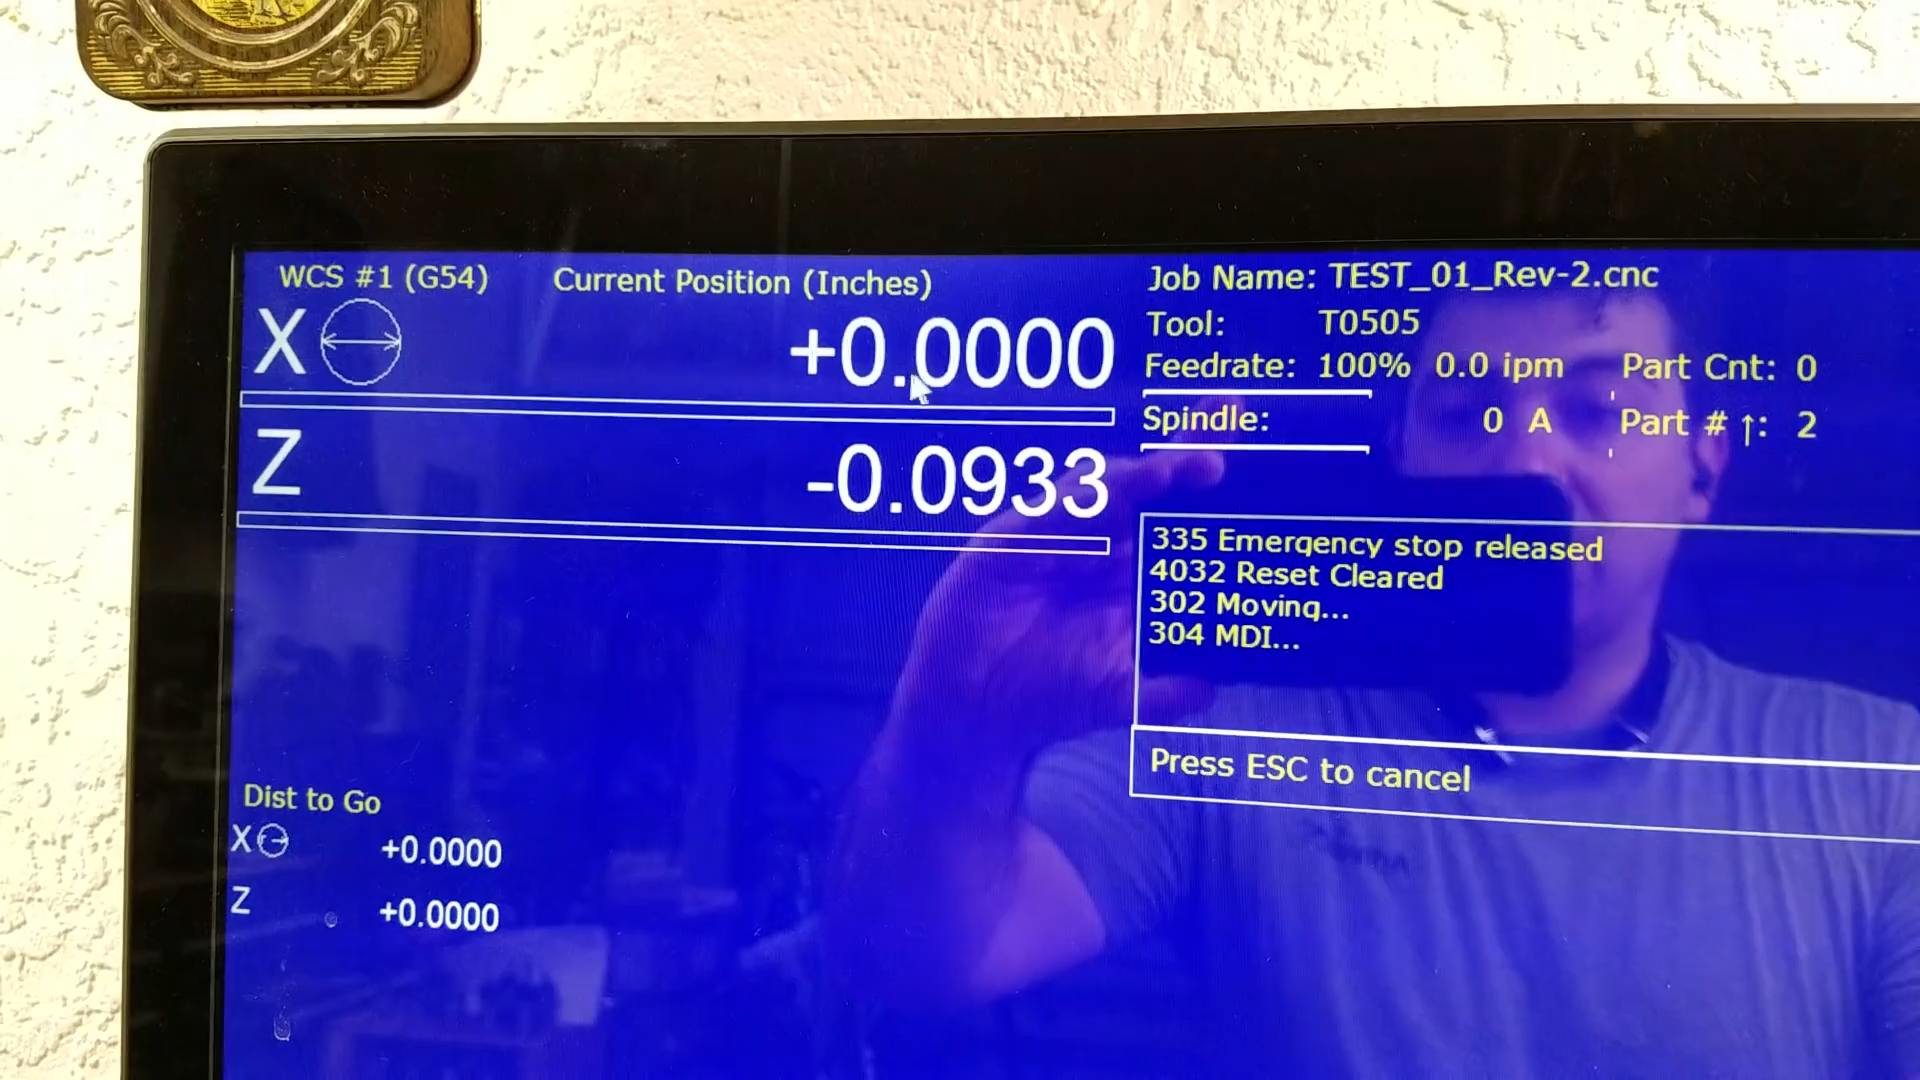 WCS #1 (G54) Current Position (Inches)
X +0.0000
Z -0.0933
Job Name: TEST_01_Rev-2.cnc
Tool: T0505
Feedrate: 100% 0.0 ipm Part Cnt: 0
Spindle: 0 A Part # ↑: 2
335 Emergency stop released
4032 Reset Cleared
302 Moving...
304 MDI...
Press ESC to cancel
Dist to Go
X +0.0000
Z +0.0000